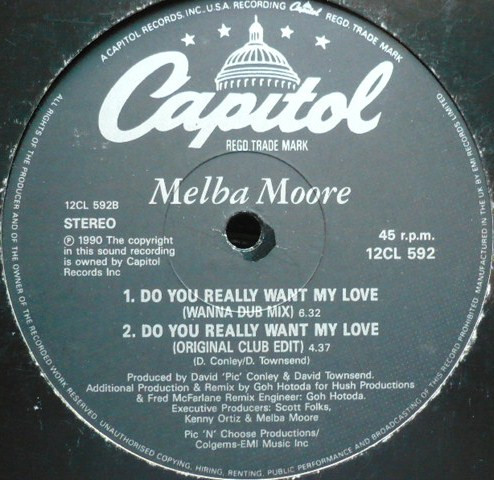 A CAPITOL RECORDS, INC., U.S.A. RECORDING Capitol REGD. TRADE MARK
Capitol
REGD. TRADE MARK
Melba Moore
12CL 592B
STEREO
℗ 1990 The copyright
in this sound recording
is owned by Capitol
Records Inc
45 r.p.m.
12CL 592
1. DO YOU REALLY WANT MY LOVE
(WANNA DUB MIX) 6.32
2. DO YOU REALLY WANT MY LOVE
(ORIGINAL CLUB EDIT) 4.37
(D. Conley/D. Townsend)
Produced by David 'Pic' Conley & David Townsend.
Additional Production & Remix by Goh Hotoda for Hush Productions
& Fred McFarlane Remix Engineer: Goh Hotoda.
Executive Producers: Scott Folks,
Kenny Ortiz & Melba Moore
Pic 'N' Choose Productions/
Colgems-EMI Music Inc
ALL RIGHTS OF THE PRODUCER AND OF THE OWNER OF THE RECORDED WORK RESERVED. UNAUTHORISED COPYING, HIRING, RENTING, PUBLIC PERFORMANCE AND BROADCASTING OF THIS RECORD PROHIBITED. MANUFACTURED IN THE UK BY EMI RECORDS LIMITED